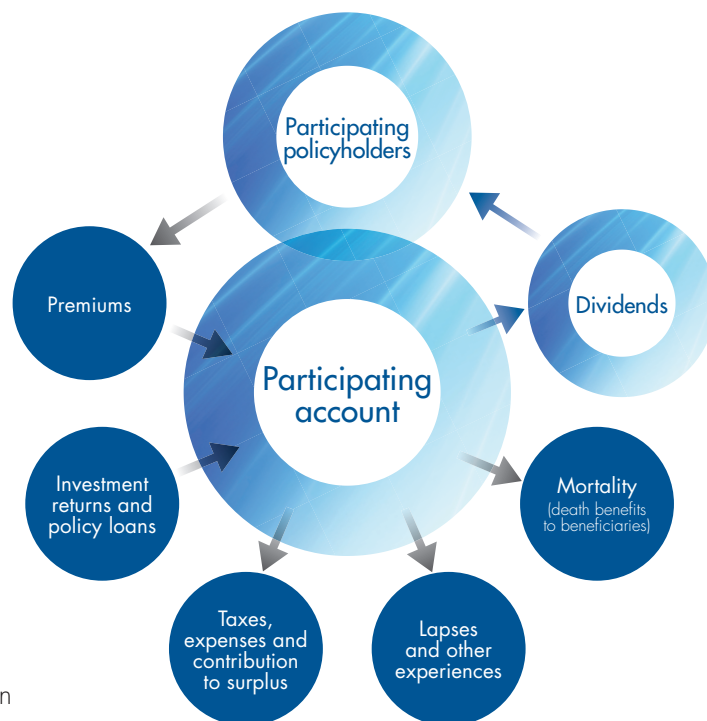 Participating
policyholders
Premiums
Dividends
Participating
account
Investment
returns and
policy loans
Mortality
(death benefits
to beneficiaries)
Taxes,
expenses and
contribution
to surplus
Lapses
and other
experiences
n